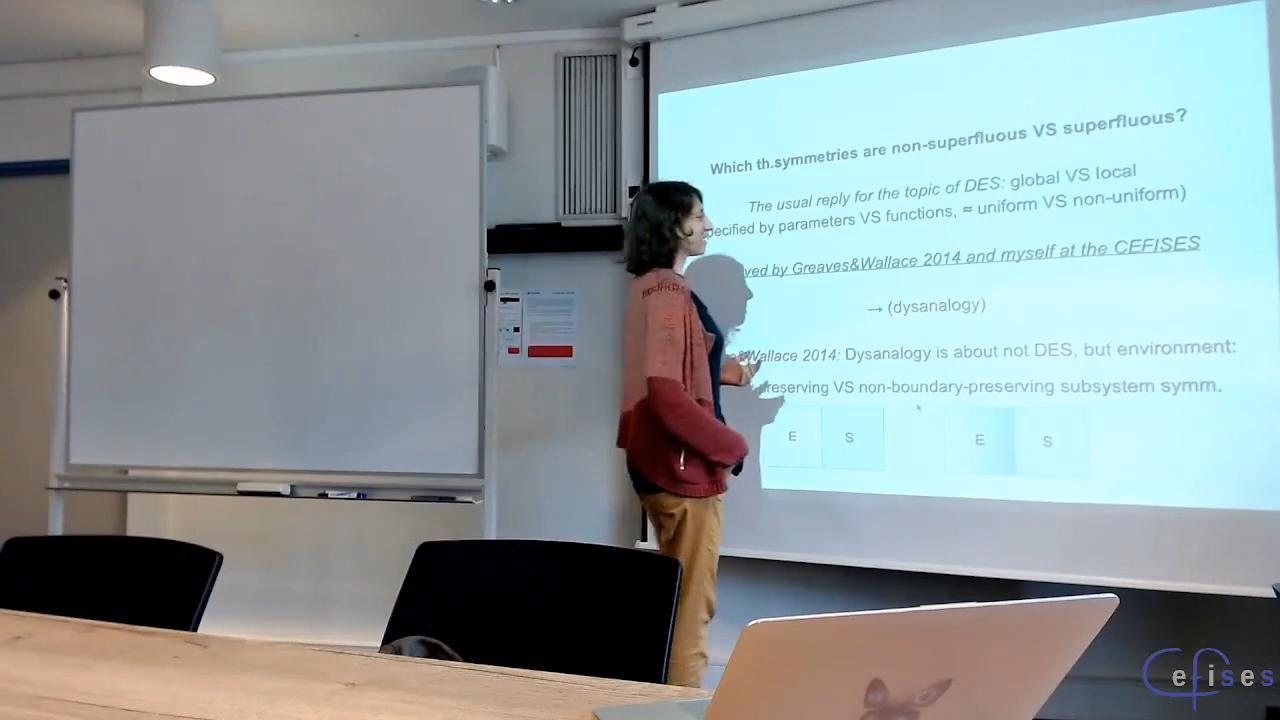 Which th.symmetries are non-superfluous VS superfluous?
The usual reply for the topic of DES: global VS local
pecified by parameters VS functions, ≈ uniform VS non-uniform)
ved by Greaves&Wallace 2014 and myself at the CEFISES
→ (dysanalogy)
&Wallace 2014: Dysanalogy is about not DES, but environment:
preserving VS non-boundary-preserving subsystem symm.
E S E S
Cefises